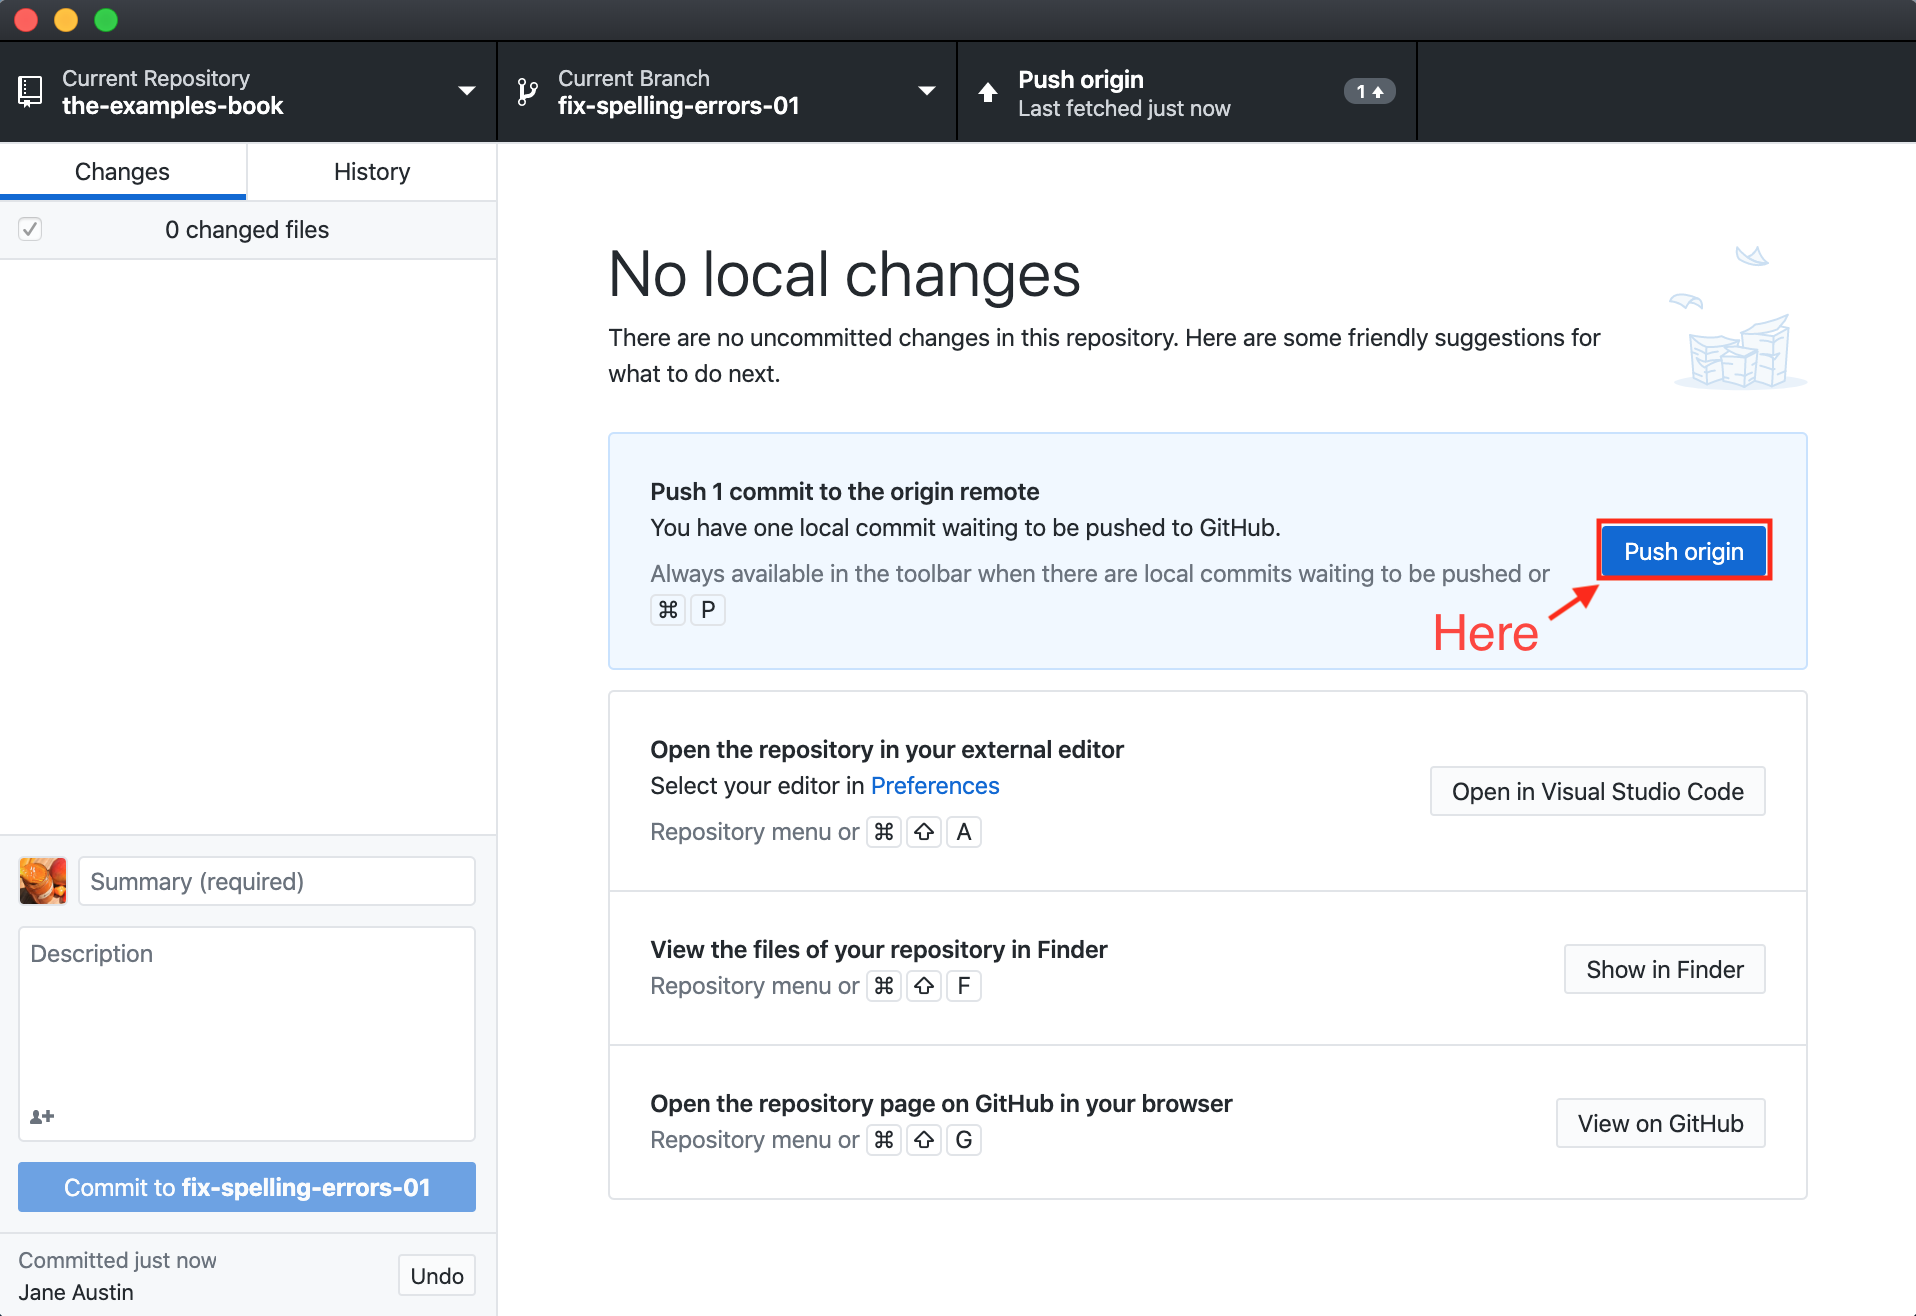 Current Repository
the-examples-book
Current Branch
fix-spelling-errors-01
Push origin
Last fetched just now
1
Changes
History
0 changed files
No local changes
There are no uncommitted changes in this repository. Here are some friendly suggestions for
what to do next.
Push 1 commit to the origin remote
You have one local commit waiting to be pushed to GitHub.
Always available in the toolbar when there are local commits waiting to be pushed or
⌘ P
Push origin
Here
Open the repository in your external editor
Select your editor in Preferences
Repository menu or ⌘ ⇧ A
Open in Visual Studio Code
View the files of your repository in Finder
Repository menu or ⌘ ⇧ F
Show in Finder
Open the repository page on GitHub in your browser
Repository menu or ⌘ ⇧ G
View on GitHub
Summary (required)
Description
Commit to fix-spelling-errors-01
Committed just now
Jane Austin
Undo